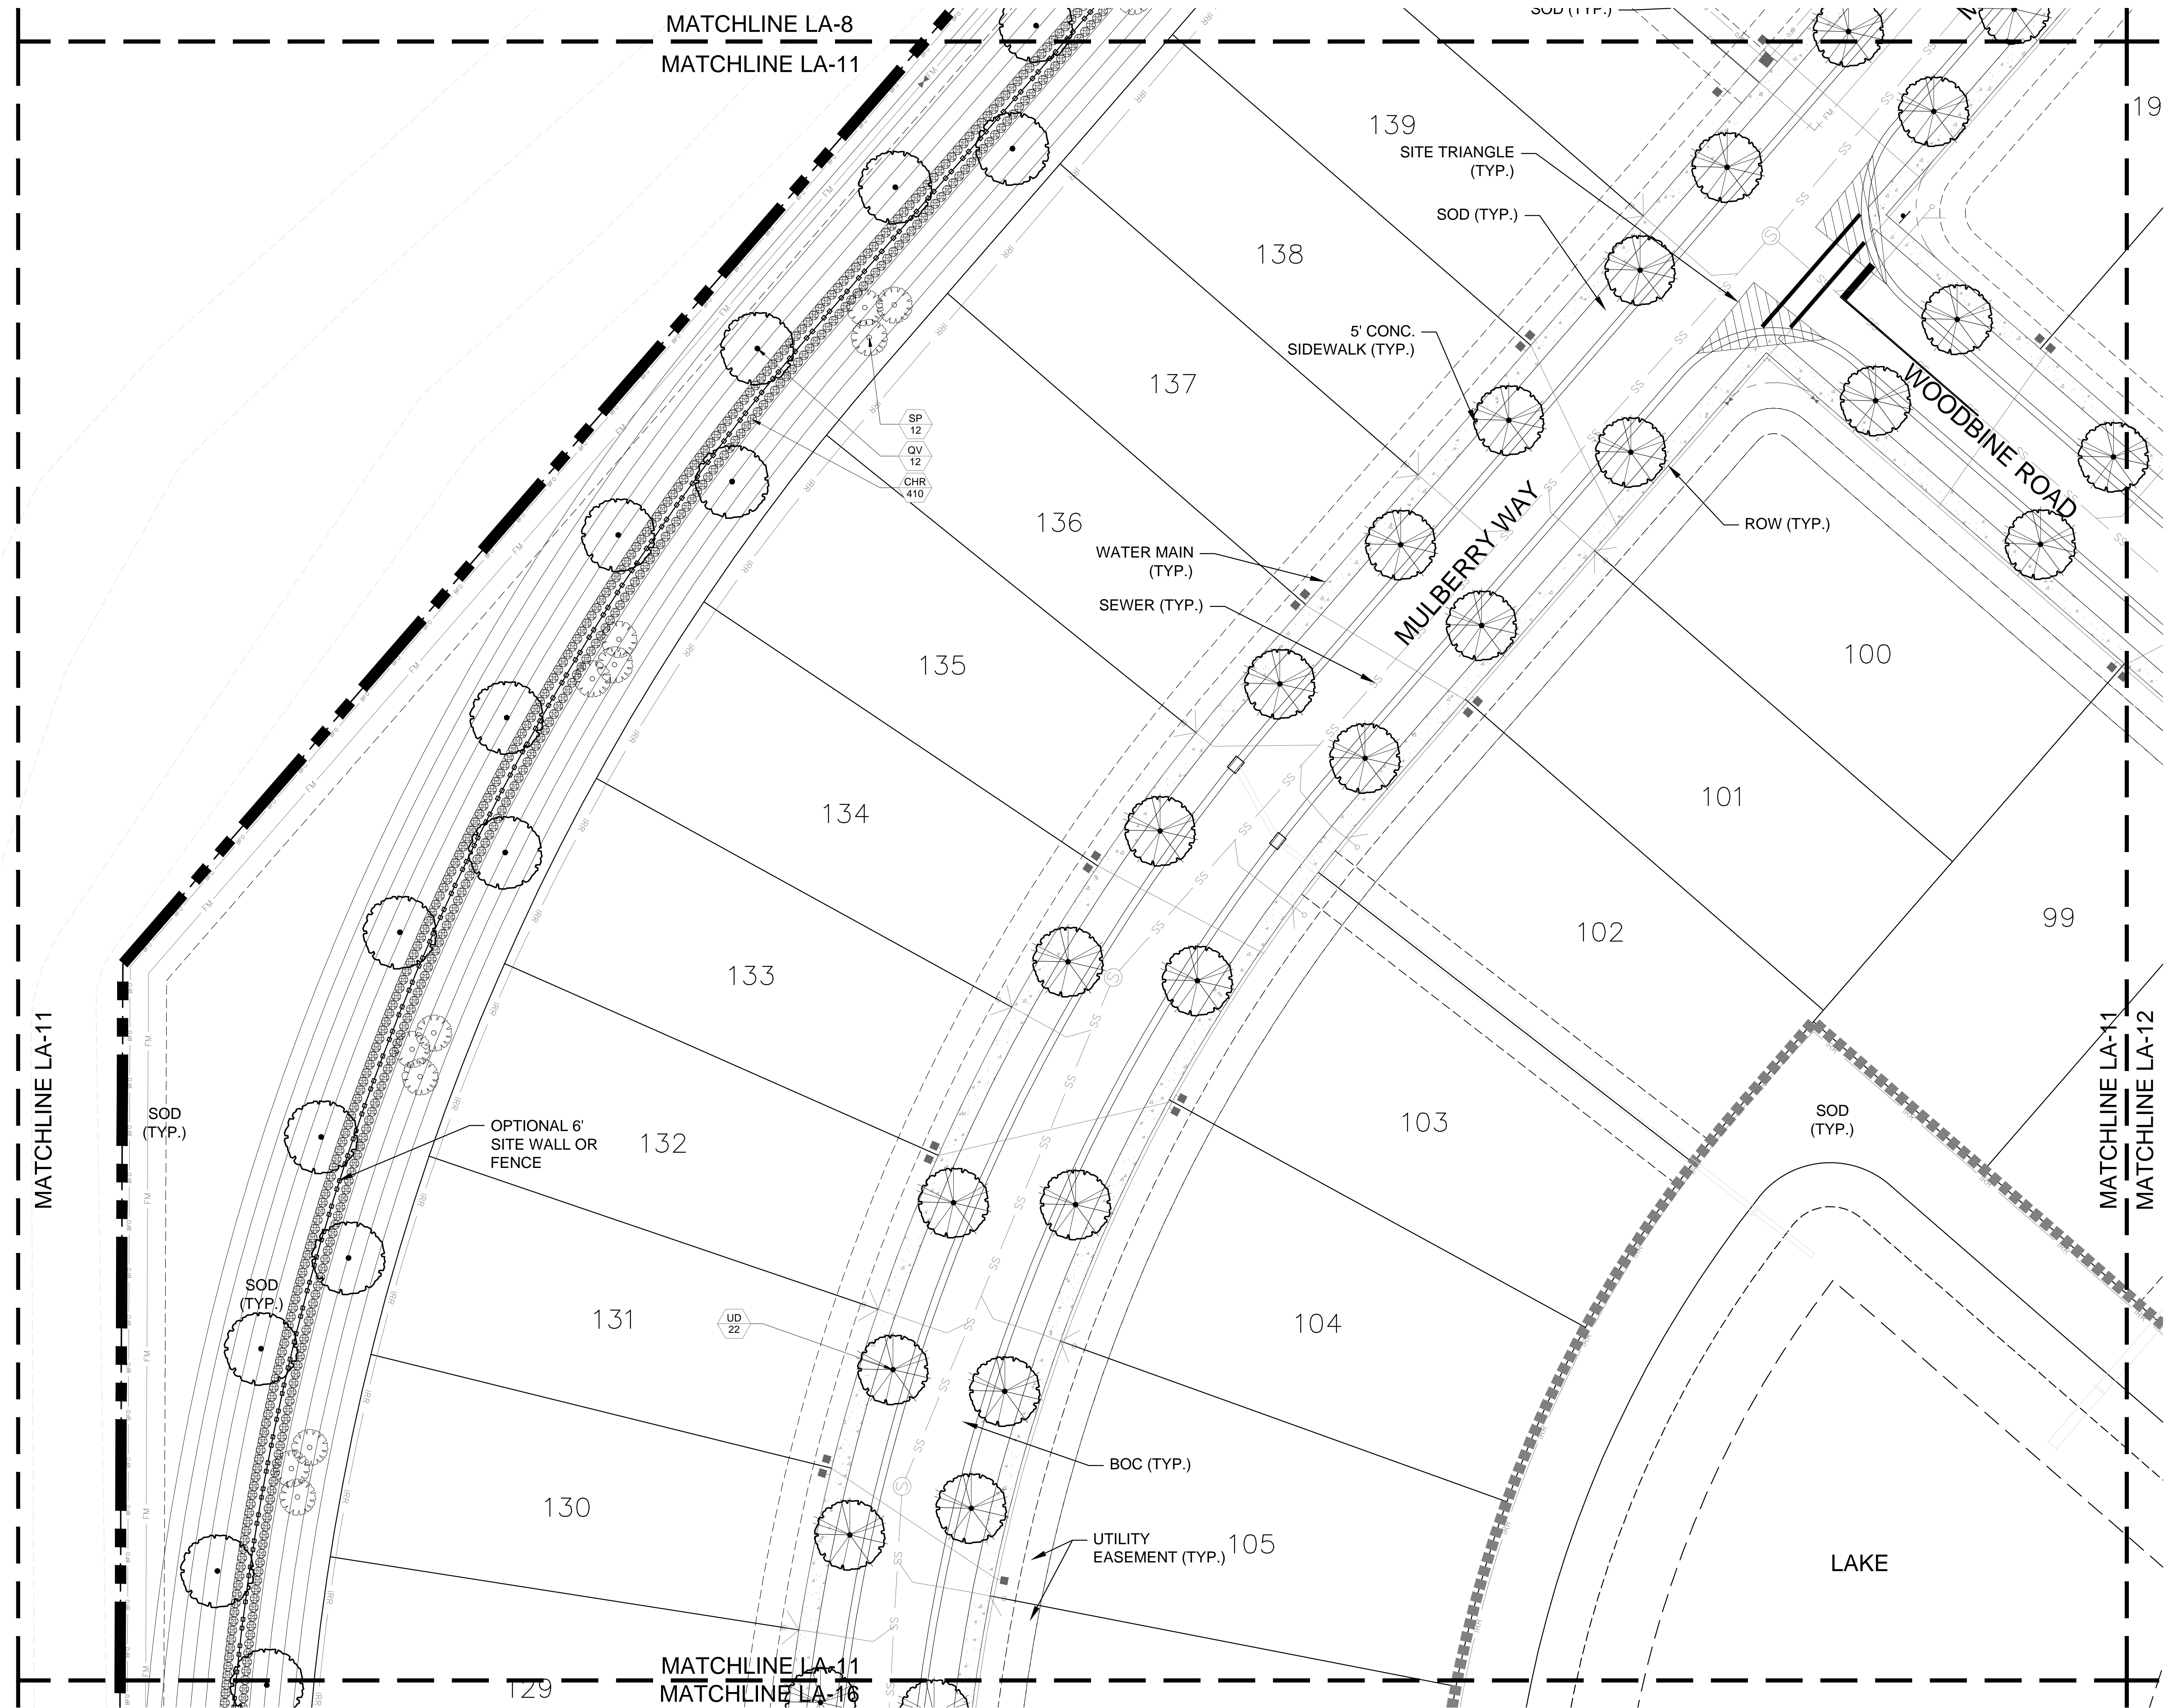 MATCHLINE LA-8
MATCHLINE LA-11
SOD (TYP.)
19
139
SITE TRIANGLE
(TYP.)
SOD (TYP.)
138
5' CONC.
SIDEWALK (TYP.)
137
SP
12
QV
12
CHR
410
WOODBINE ROAD
136
ROW (TYP.)
MULBERRY WAY
WATER MAIN
(TYP.)
SEWER (TYP.)
135
100
134
101
133
102
99
MATCHLINE LA-11
SOD
(TYP.)
OPTIONAL 6'
SITE WALL OR
FENCE
132
103
SOD
(TYP.)
MATCHLINE LA-11
MATCHLINE LA-12
SOD
(TYP.)
131
UD
22
104
BOC (TYP.)
130
UTILITY
EASEMENT (TYP.)
105
LAKE
129
MATCHLINE LA-11
MATCHLINE LA-16
IRR
FM
BFO
SS
S